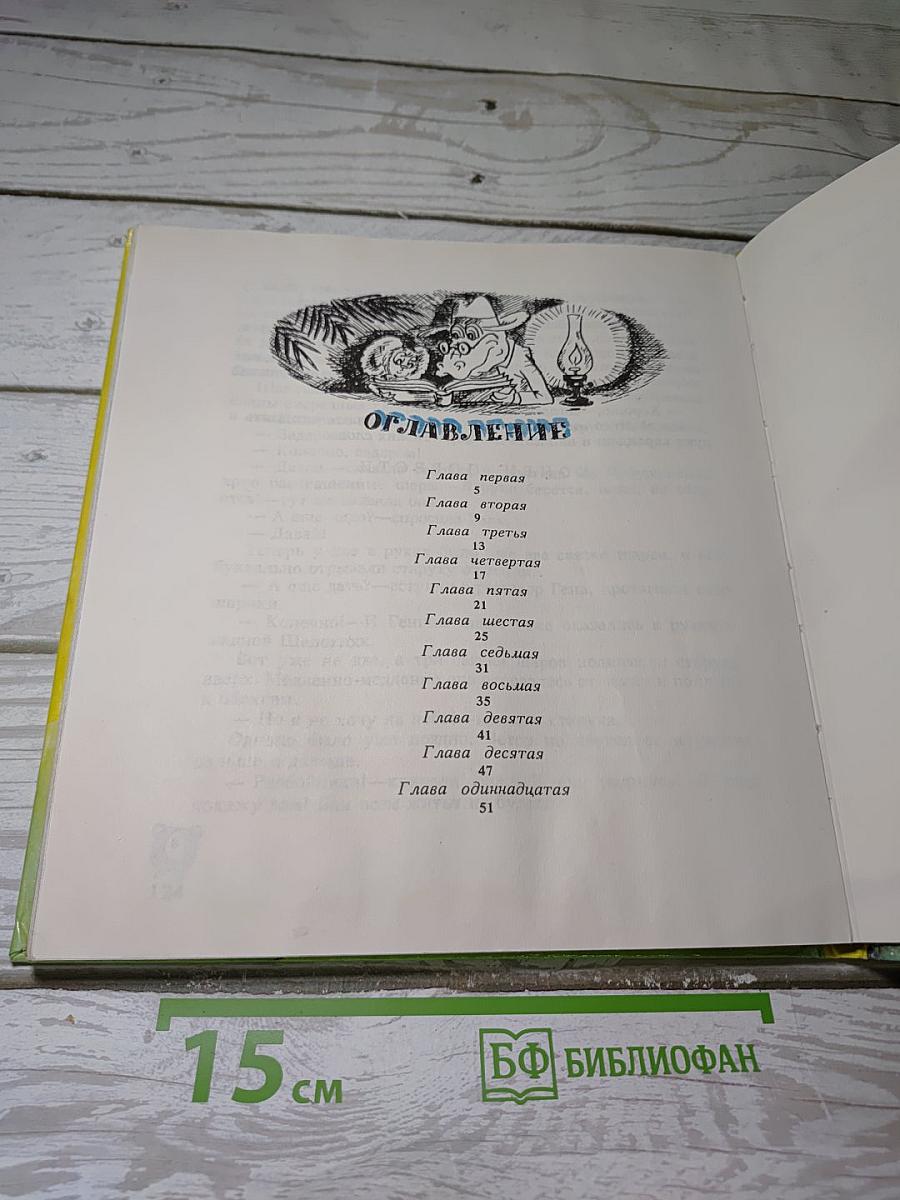 ОГЛАВЛЕНИЕ
Глава первая
5
Глава вторая
9
Глава третья
13
Глава четвертая
17
Глава пятая
21
Глава шестая
25
Глава седьмая
31
Глава восьмая
35
Глава девятая
41
Глава десятая
47
Глава одиннадцатая
51
15 см
БФ БИБЛИОФАН